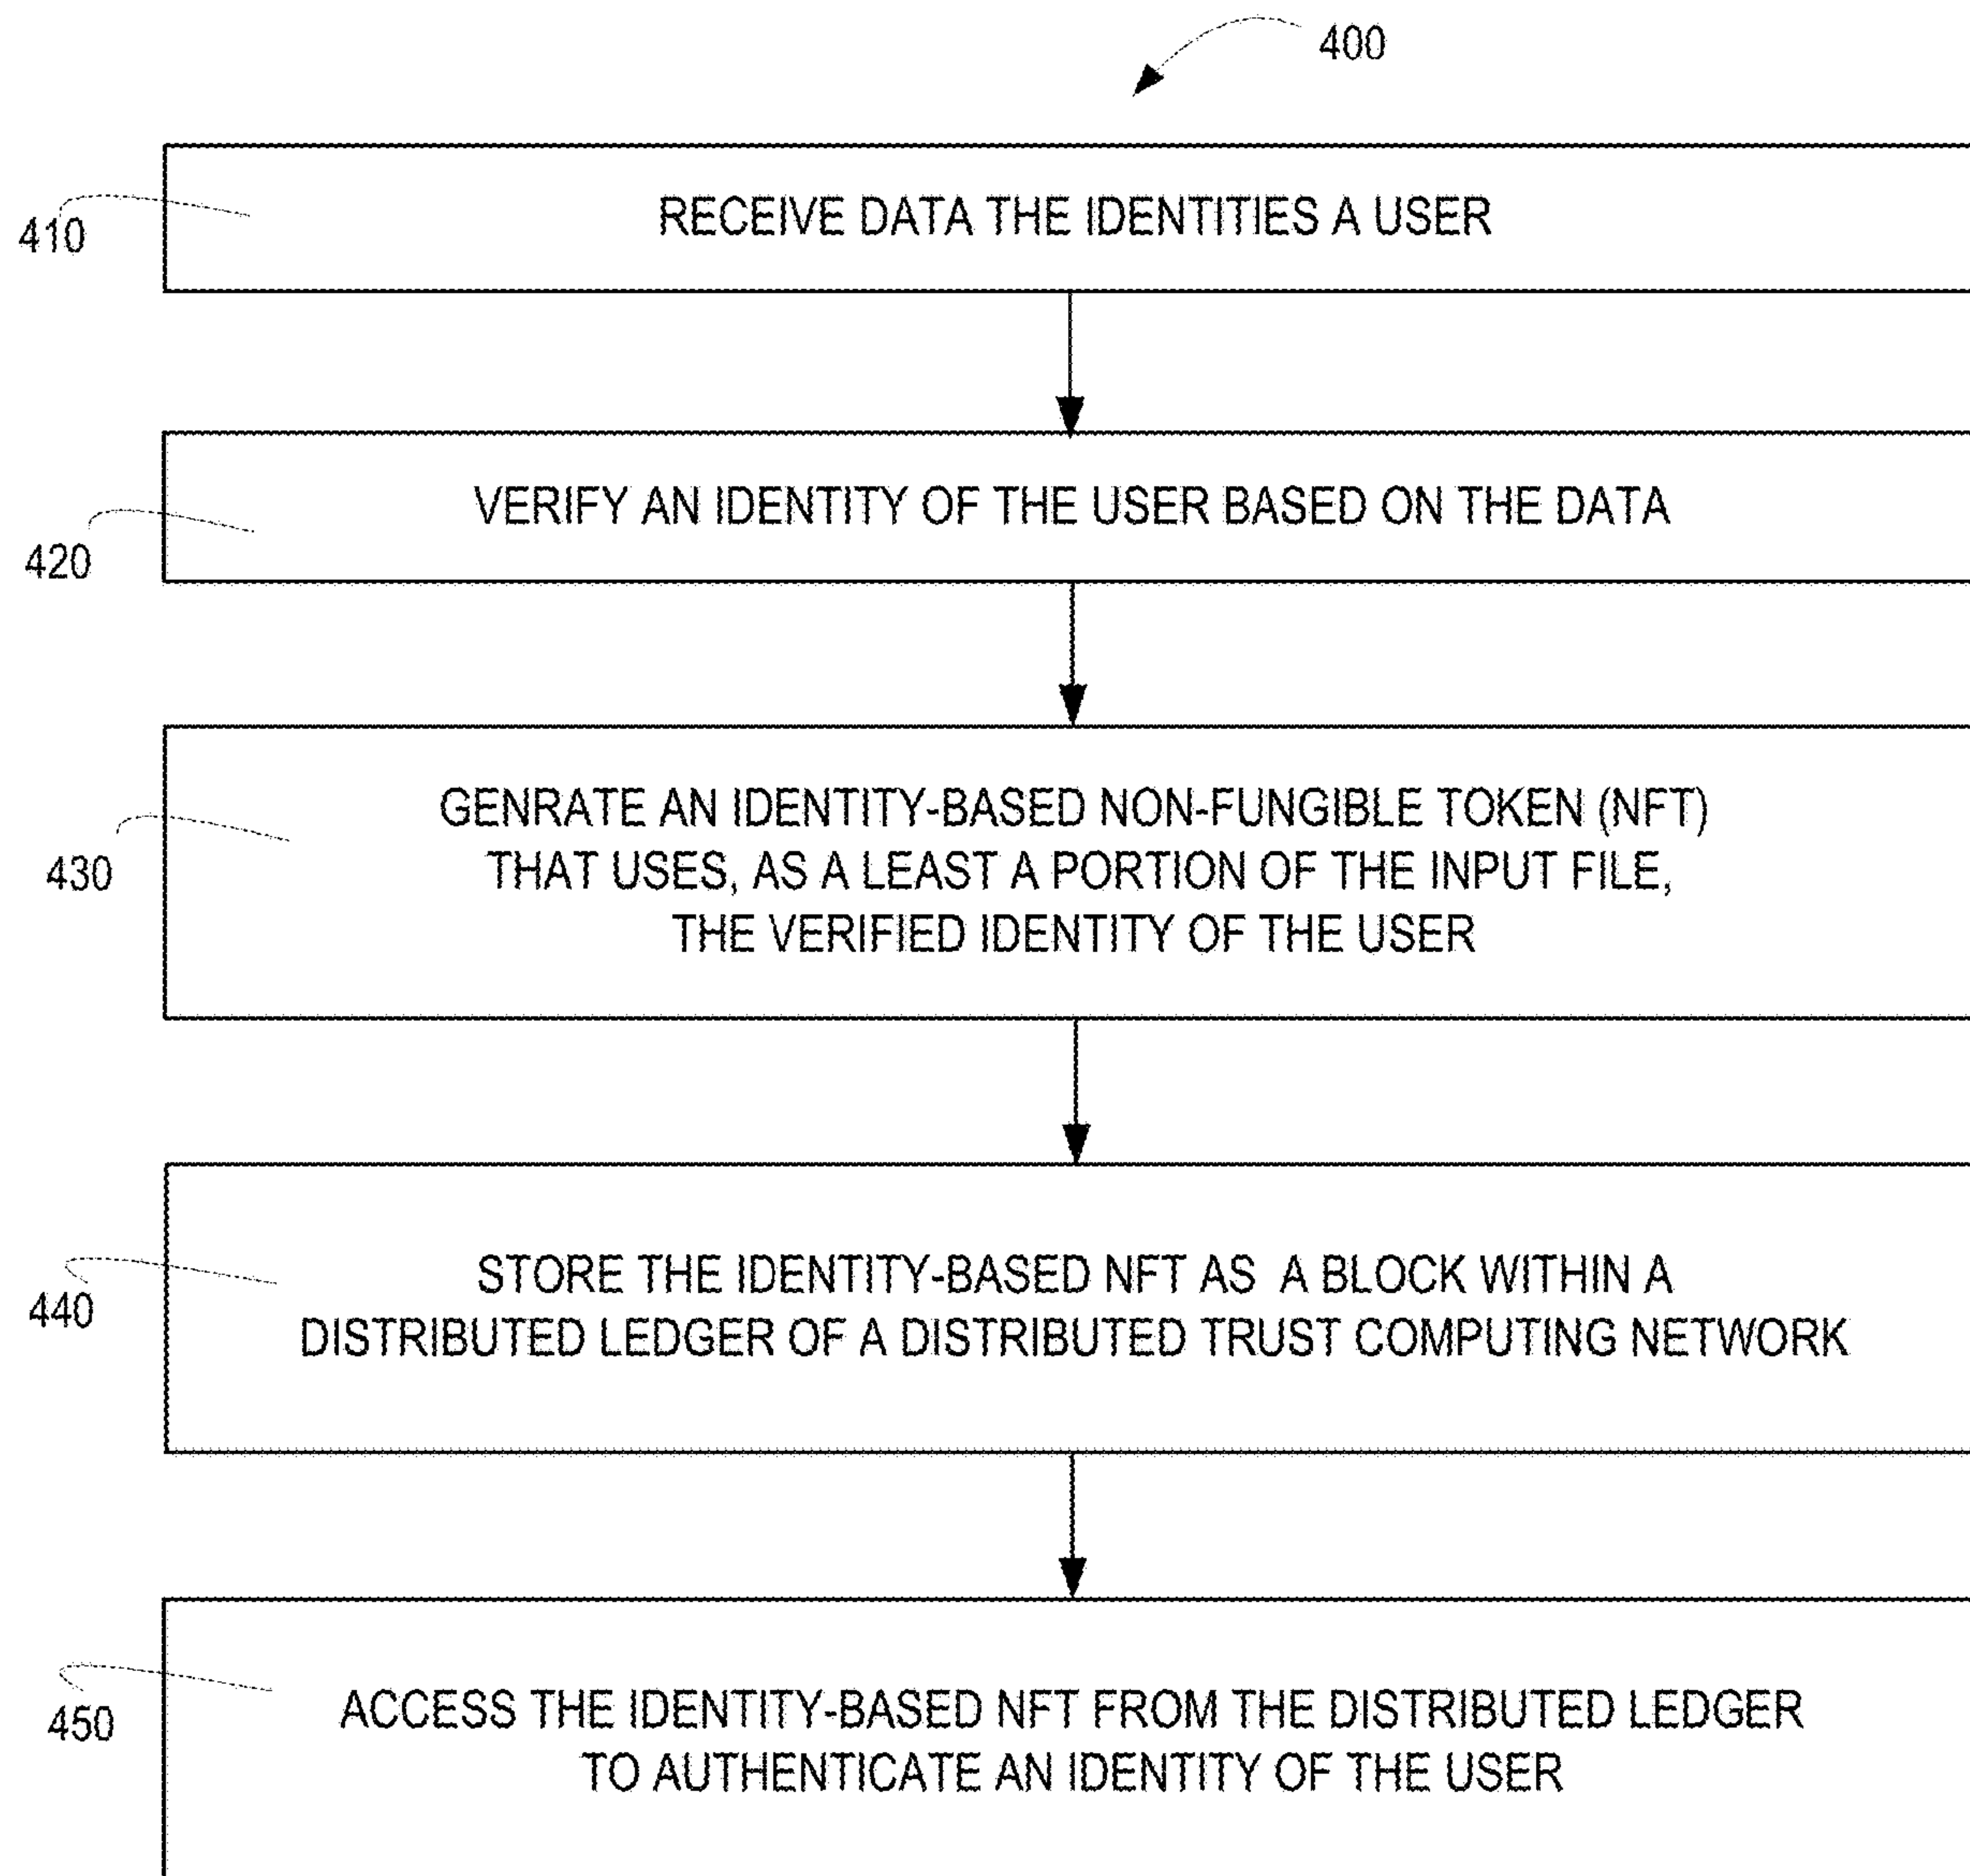 400
410
RECEIVE DATA THE IDENTITIES A USER
420
VERIFY AN IDENTITY OF THE USER BASED ON THE DATA
430
GENRATE AN IDENTITY-BASED NON-FUNGIBLE TOKEN (NFT)
THAT USES, AS A LEAST A PORTION OF THE INPUT FILE,
THE VERIFIED IDENTITY OF THE USER
440
STORE THE IDENTITY-BASED NFT AS A BLOCK WITHIN A
DISTRIBUTED LEDGER OF A DISTRIBUTED TRUST COMPUTING NETWORK
450
ACCESS THE IDENTITY-BASED NFT FROM THE DISTRIBUTED LEDGER
TO AUTHENTICATE AN IDENTITY OF THE USER